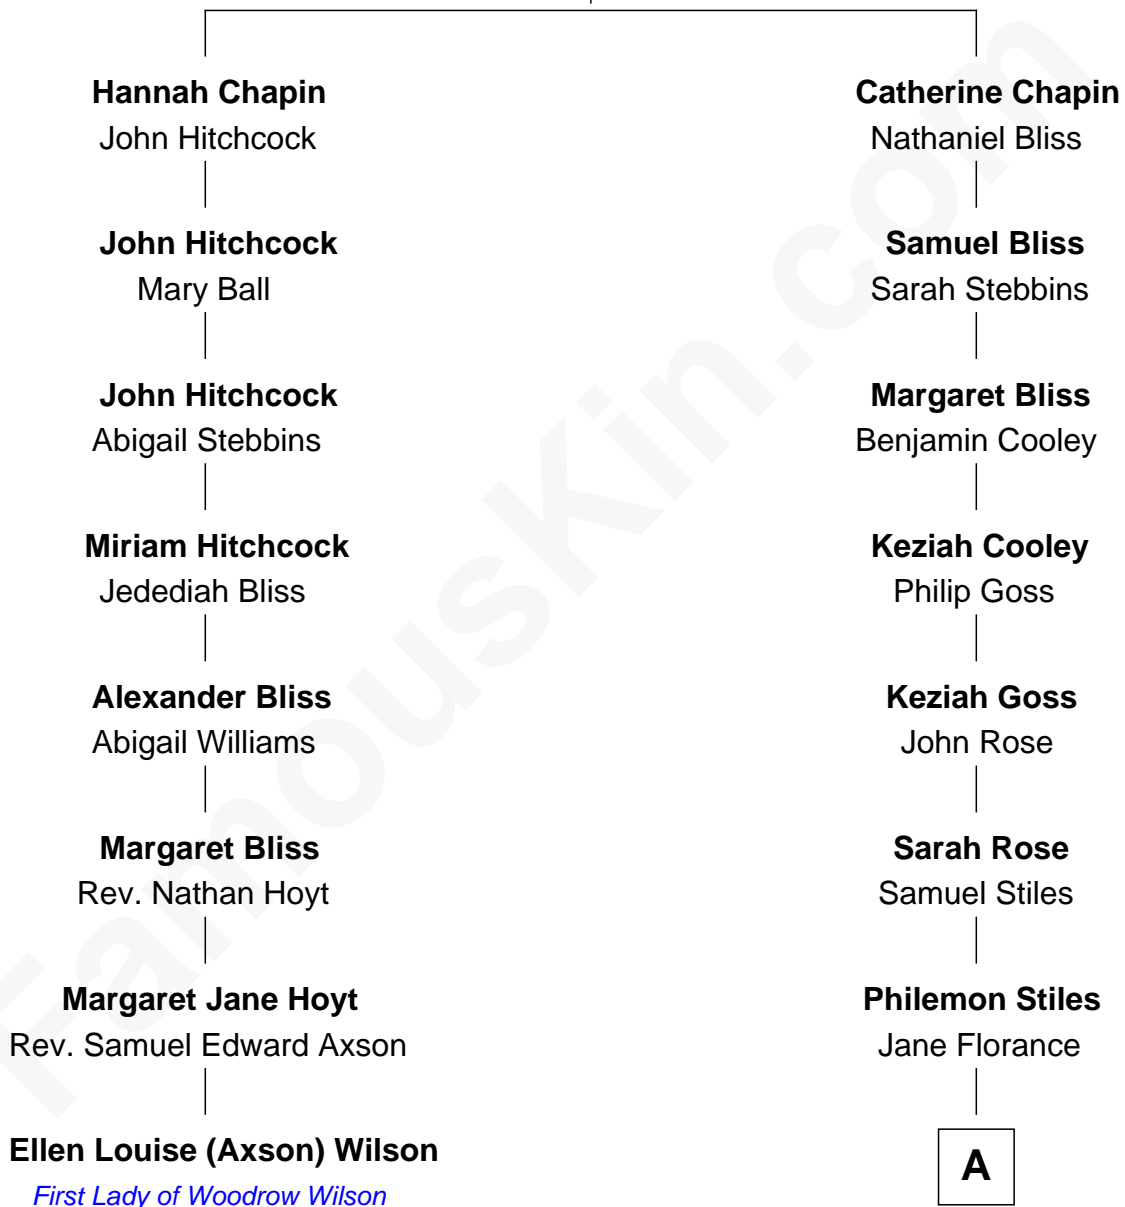 Hannah Chapin
John Hitchcock
John Hitchcock
Mary Ball
John Hitchcock
Abigail Stebbins
Miriam Hitchcock
Jedediah Bliss
Alexander Bliss
Abigail Williams
Margaret Bliss
Rev. Nathan Hoyt
Margaret Jane Hoyt
Rev. Samuel Edward Axson
Ellen Louise (Axson) Wilson
First Lady of Woodrow Wilson
Catherine Chapin
Nathaniel Bliss
Samuel Bliss
Sarah Stebbins
Margaret Bliss
Benjamin Cooley
Keziah Cooley
Philip Goss
Keziah Goss
John Rose
Sarah Rose
Samuel Stiles
Philemon Stiles
Jane Florance
A
FamousKin.com